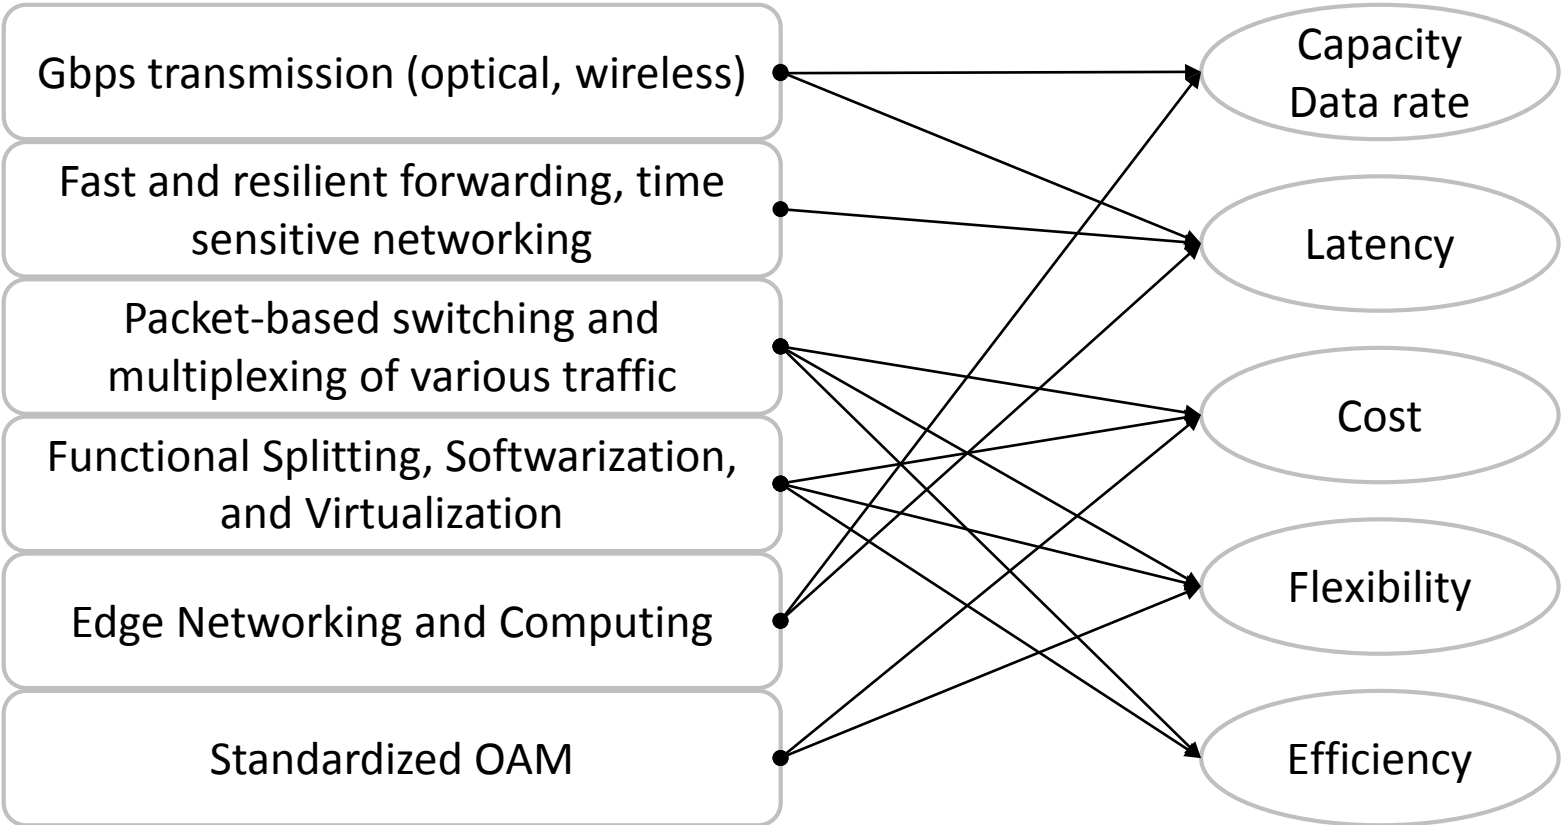 Gbps transmission (optical, wireless)
Fast and resilient forwarding, time
sensitive networking
Packet-based switching and
multiplexing of various traffic
Functional Splitting, Softwarization,
and Virtualization
Edge Networking and Computing
Standardized OAM
Capacity
Data rate
Latency
Cost
Flexibility
Efficiency